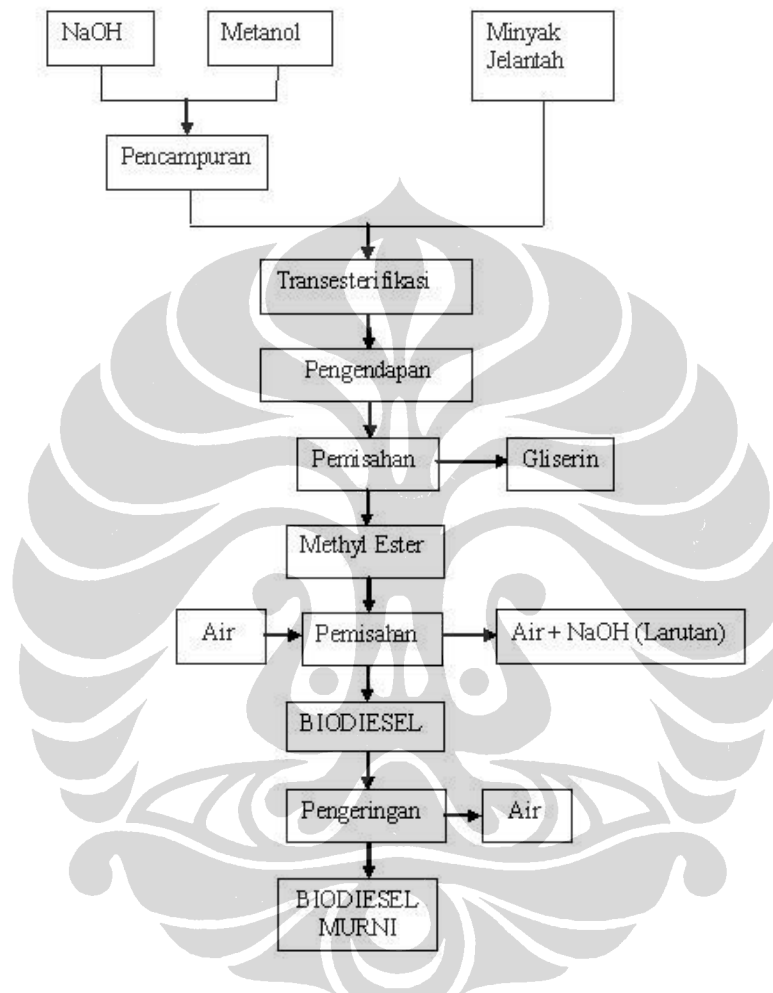 NaOH
Metanol
Minyak
Jelantah
Pencampuran
Transesterifikasi
Pengendapan
Pemisahan
Gliserin
Methyl Ester
Air
Pemisahan
Air + NaOH (Larutan)
BIODIESEL
Pengeringan
Air
BIODIESEL
MURNI